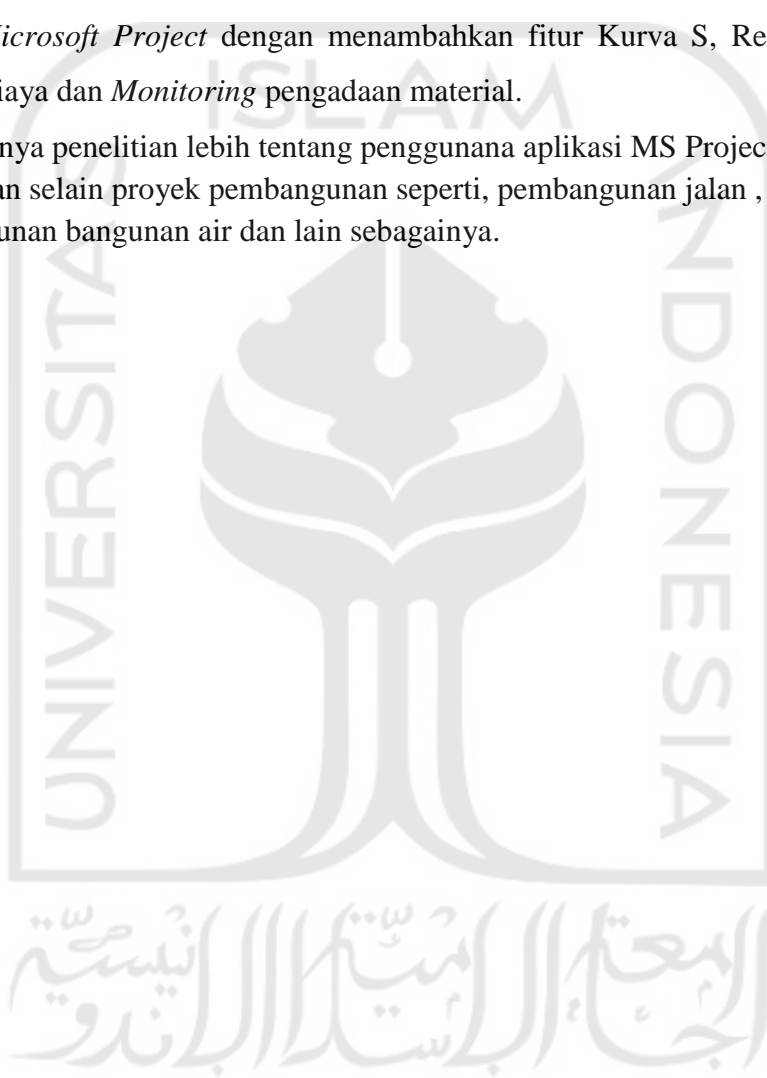 Microsoft Project dengan menambahkan fitur Kurva S, Re
iaya dan Monitoring pengadaan material.
nya penelitian lebih tentang penggunana aplikasi MS Projec
an selain proyek pembangunan seperti, pembangunan jalan ,
unan bangunan air dan lain sebagainya.
ISLAM
UNIVERSITAS
INDONESIA